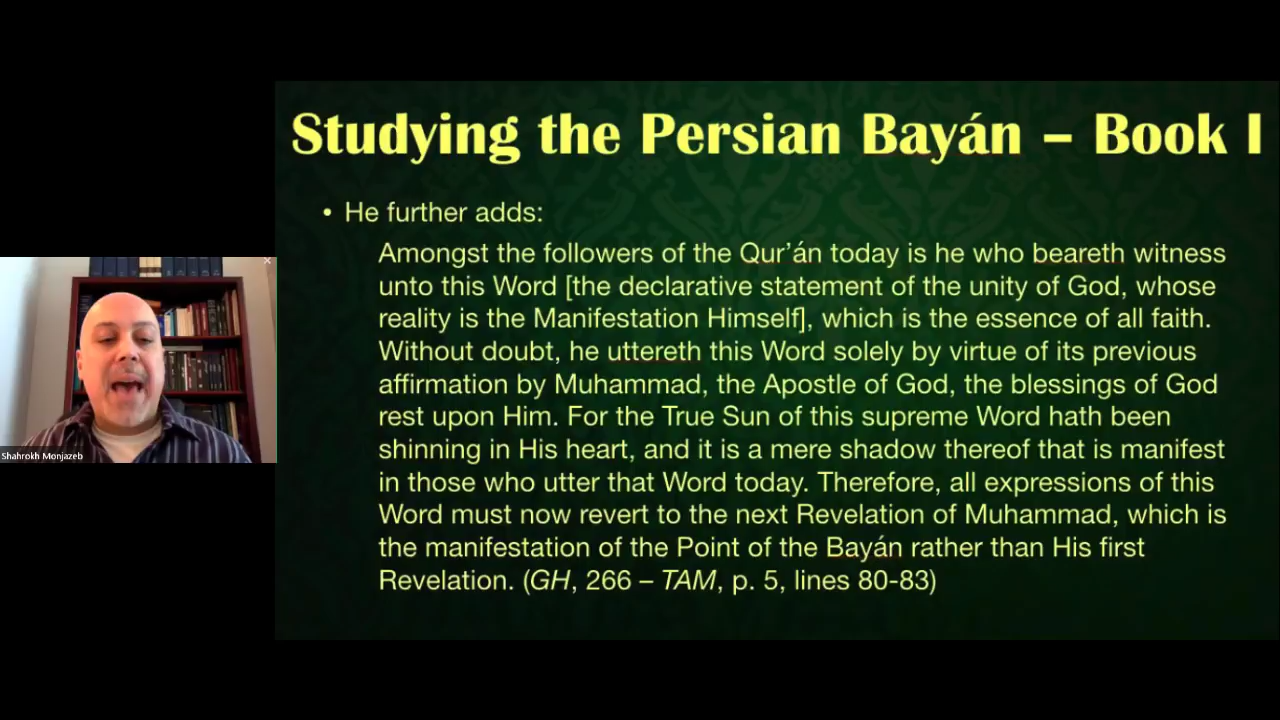 Studying the Persian Bayán – Book I
• He further adds:
Amongst the followers of the Qur’án today is he who beareth witness
unto this Word [the declarative statement of the unity of God, whose
reality is the Manifestation Himself], which is the essence of all faith.
Without doubt, he uttereth this Word solely by virtue of its previous
affirmation by Muhammad, the Apostle of God, the blessings of God
rest upon Him. For the True Sun of this supreme Word hath been
shinning in His heart, and it is a mere shadow thereof that is manifest
in those who utter that Word today. Therefore, all expressions of this
Word must now revert to the next Revelation of Muhammad, which is
the manifestation of the Point of the Bayán rather than His first
Revelation. (GH, 266 – TAM, p. 5, lines 80-83)
Shahrokh Monjazeb